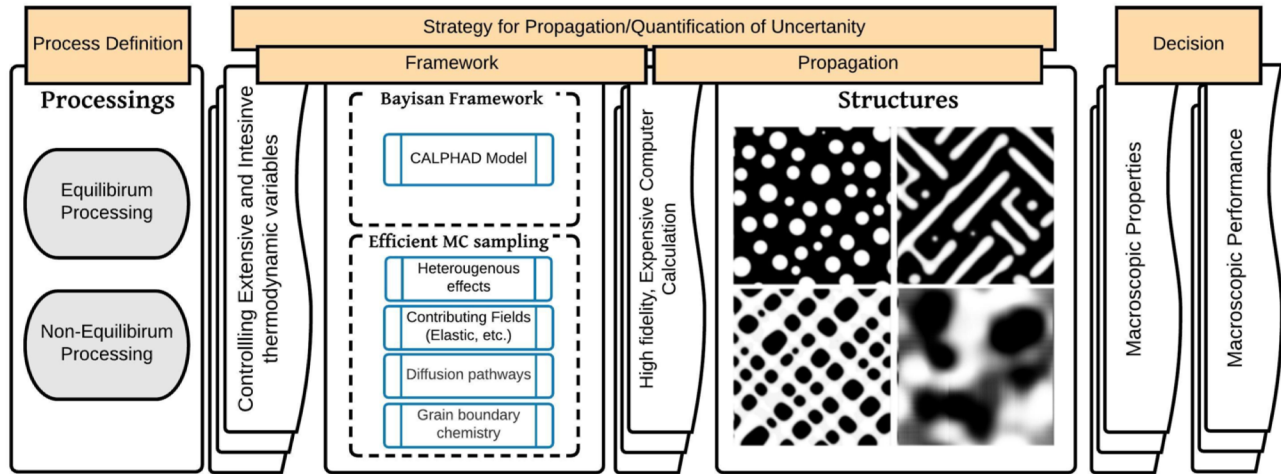 Process Definition
Strategy for Propagation/Quantification of Uncertanity
Framework
Propagation
Decision
Processings
Equilibirum
Processing
Non-Equilibirum
Processing
Controllling Extensive and Intesinve
thermodynamic variables
Bayisan Framework
CALPHAD Model
Efficient MC sampling
Heterougenous
effects
Contributing Fields
(Elastic, etc.)
Diffusion pathways
Grain boundary
chemistry
High fidelity, Expensive Computer
Calculation
Structures
Macroscopic Properties
Macroscopic Performance